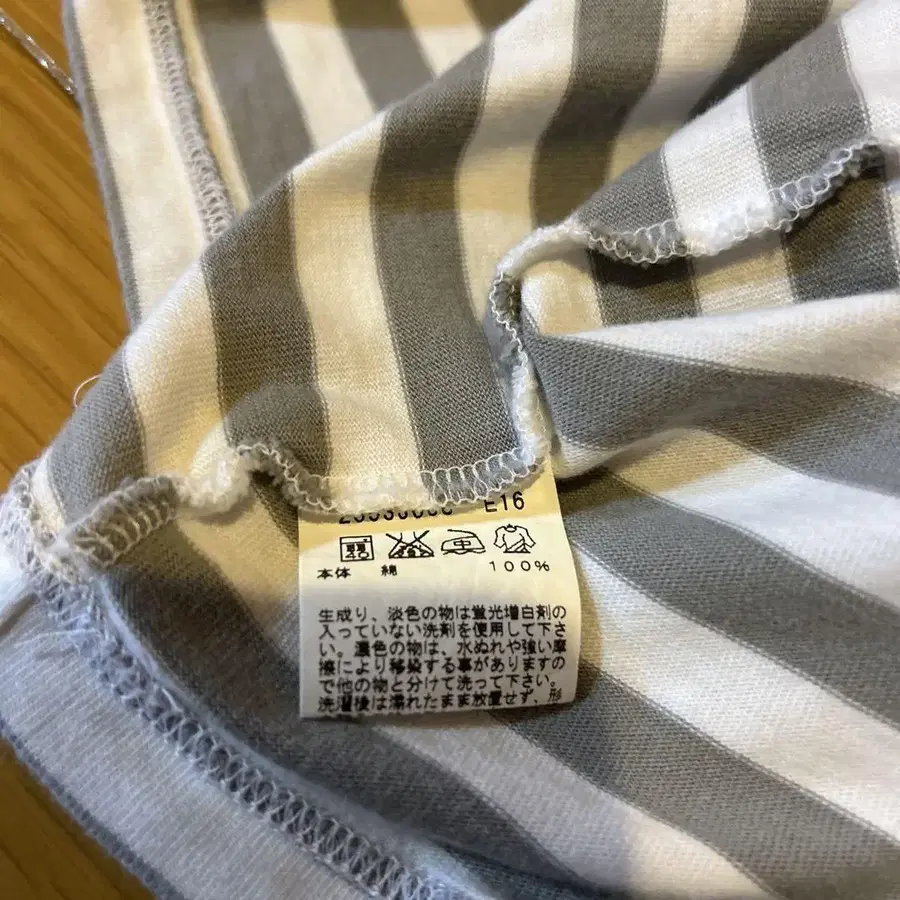 E16
弱 40
本体 綿 100%
生成り、淡色の物は蛍光増白剤の
入っていない洗剤を使用して下さ
い。濃色の物は、水ぬれや強い摩
擦により移染する事がありますの
で他の物と分けて洗って下さい。
洗濯後は濡れたまま放置せず、形